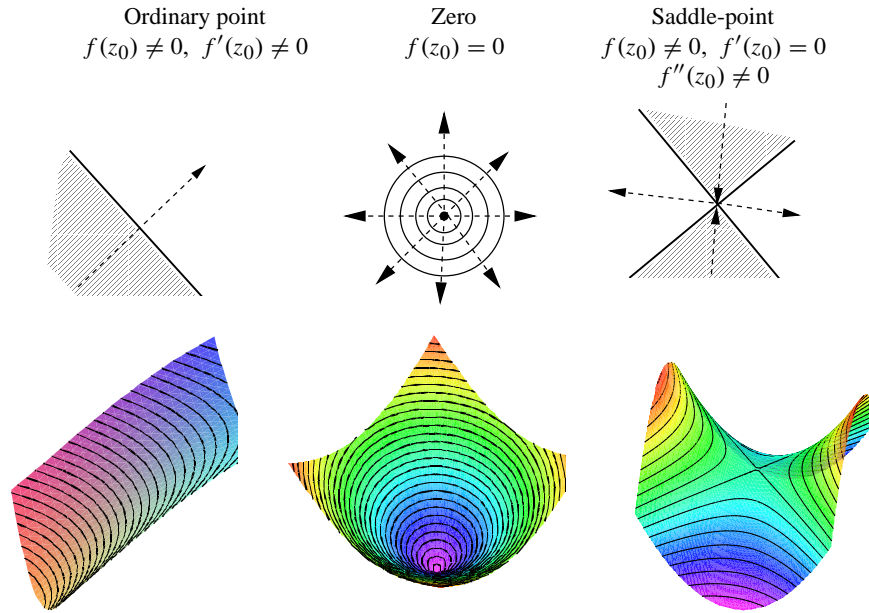 Ordinary point
f(z₀) ≠ 0, f′(z₀) ≠ 0
Zero
f(z₀) = 0
Saddle-point
f(z₀) ≠ 0, f′(z₀) = 0
f″(z₀) ≠ 0